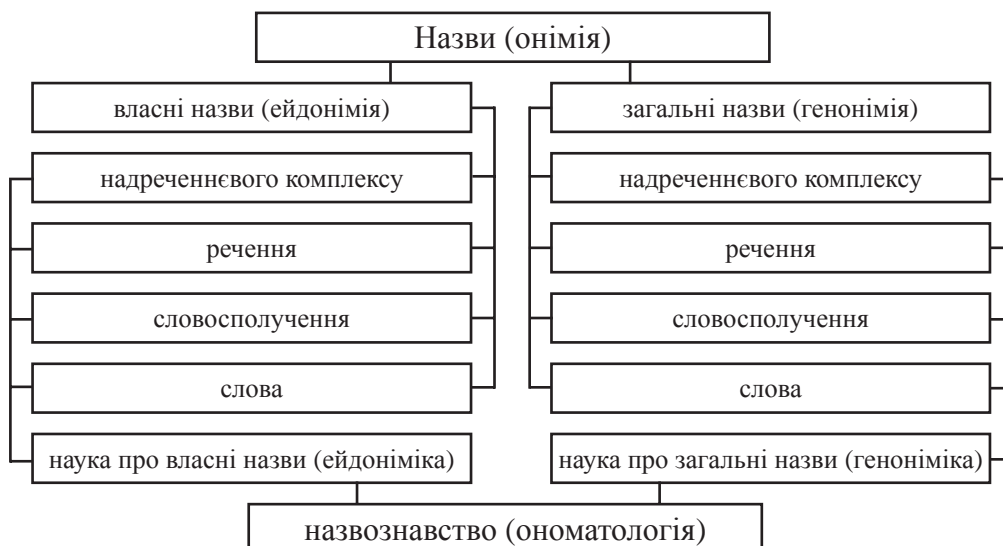 Назви (онімія)
власні назви (ейдонімія)
надреченнєвого комплексу
речення
словосполучення
слова
наука про власні назви (ейдоніміка)
загальні назви (генонімія)
надреченнєвого комплексу
речення
словосполучення
слова
наука про загальні назви (геноніміка)
назвознавство (ономатологія)